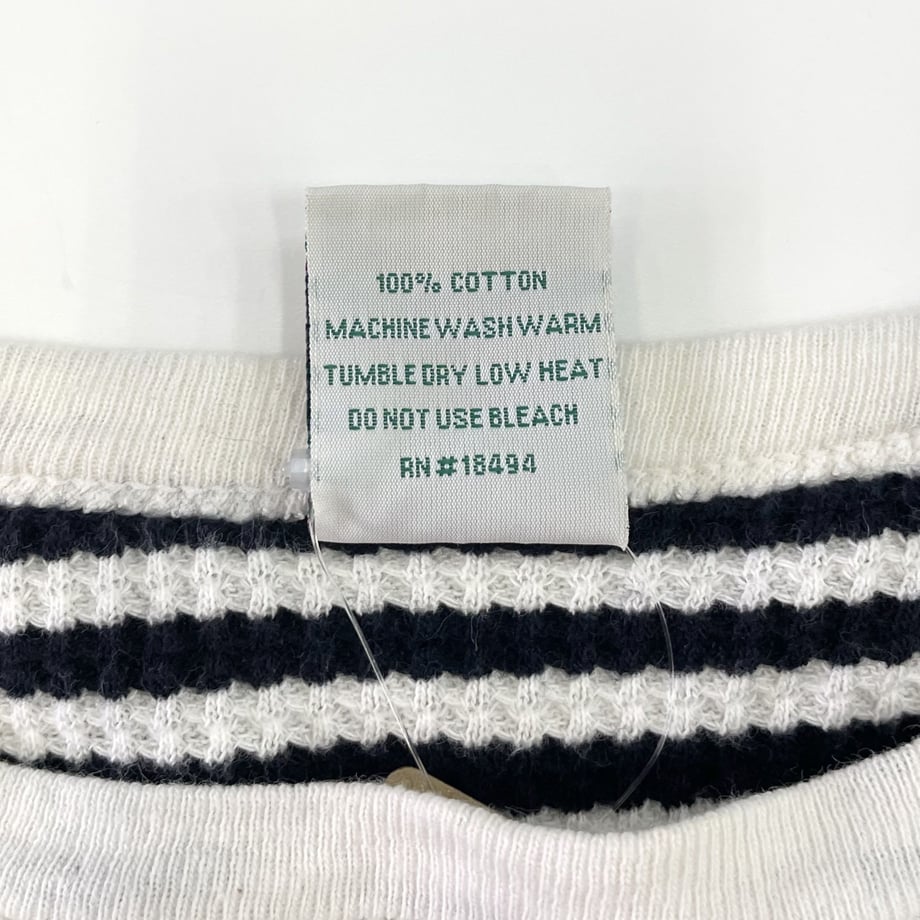 100% COTTON
MACHINE WASH WARM
TUMBLE DRY LOW HEAT
DO NOT USE BLEACH
RN #18494